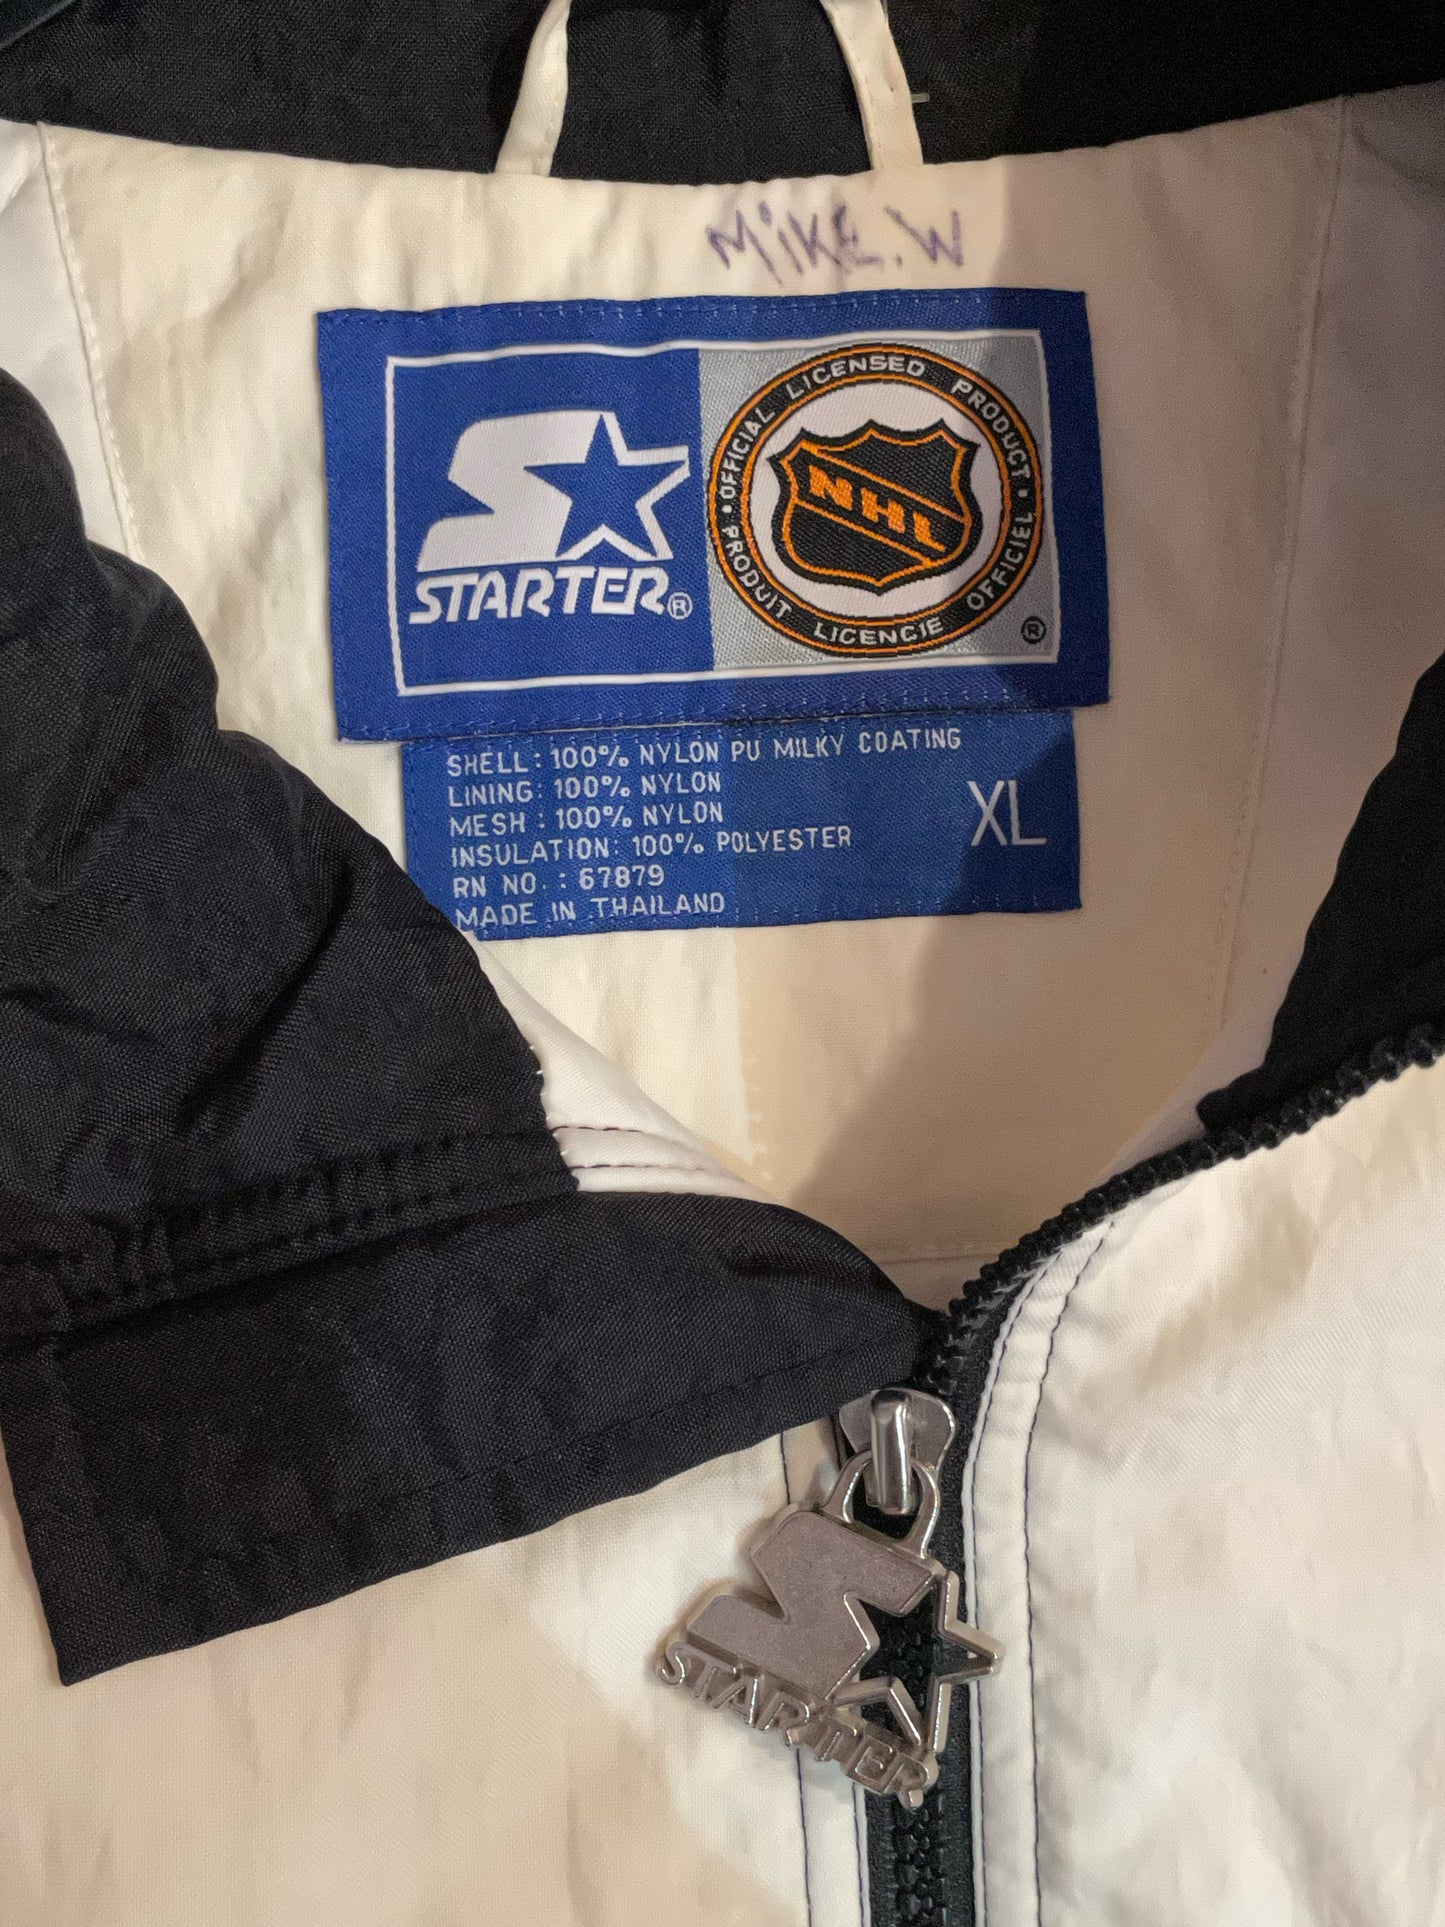 MiKE.W
STARTER®
OFFICIAL LICENSED PRODUCT • PRODUIT LICENCIE OFFICIEL •
NHL
®
SHELL: 100% NYLON PU MILKY COATING
LINING: 100% NYLON
MESH : 100% NYLON
INSULATION: 100% POLYESTER
RN NO. : 67879
MADE IN THAILAND
XL
STARTER